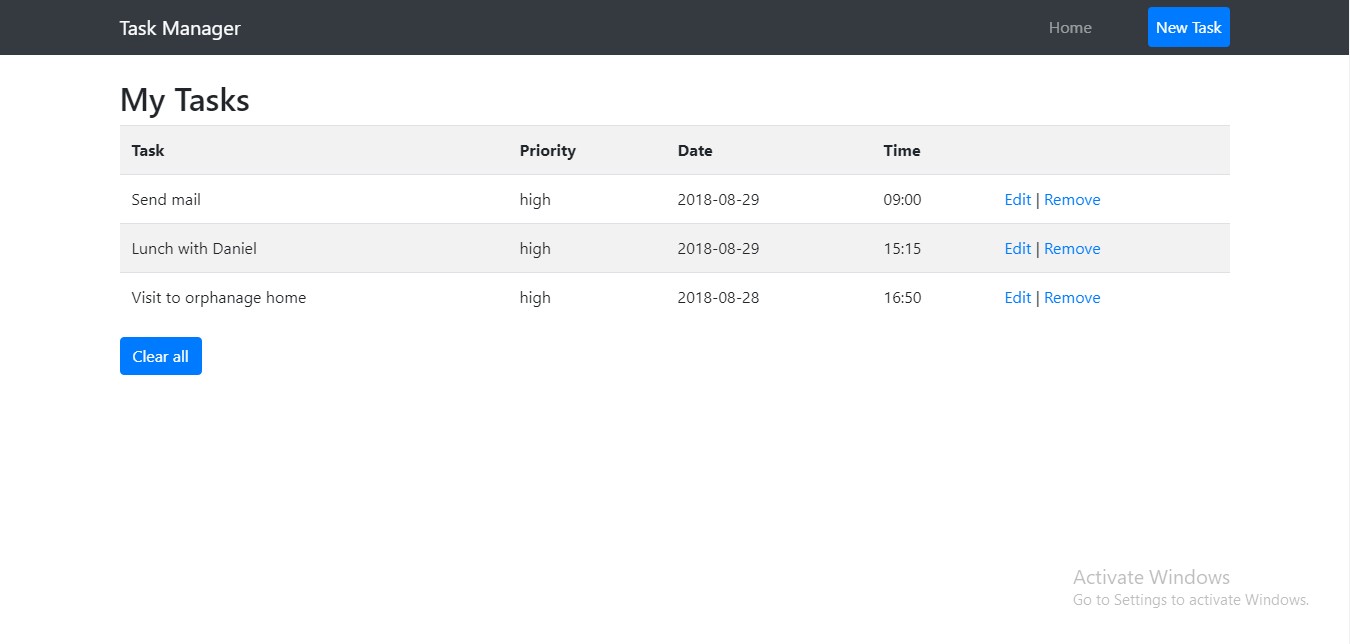 Task Manager Home New Task
My Tasks
Task Priority Date Time
Send mail high 2018-08-29 09:00 Edit | Remove
Lunch with Daniel high 2018-08-29 15:15 Edit | Remove
Visit to orphanage home high 2018-08-28 16:50 Edit | Remove
Clear all
Activate Windows
Go to Settings to activate Windows.